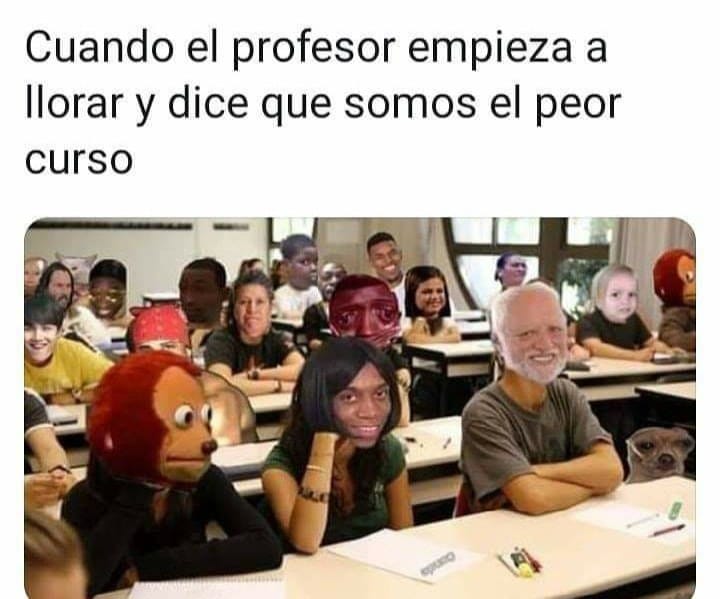 Cuando el profesor empieza a
llorar y dice que somos el peor
curso